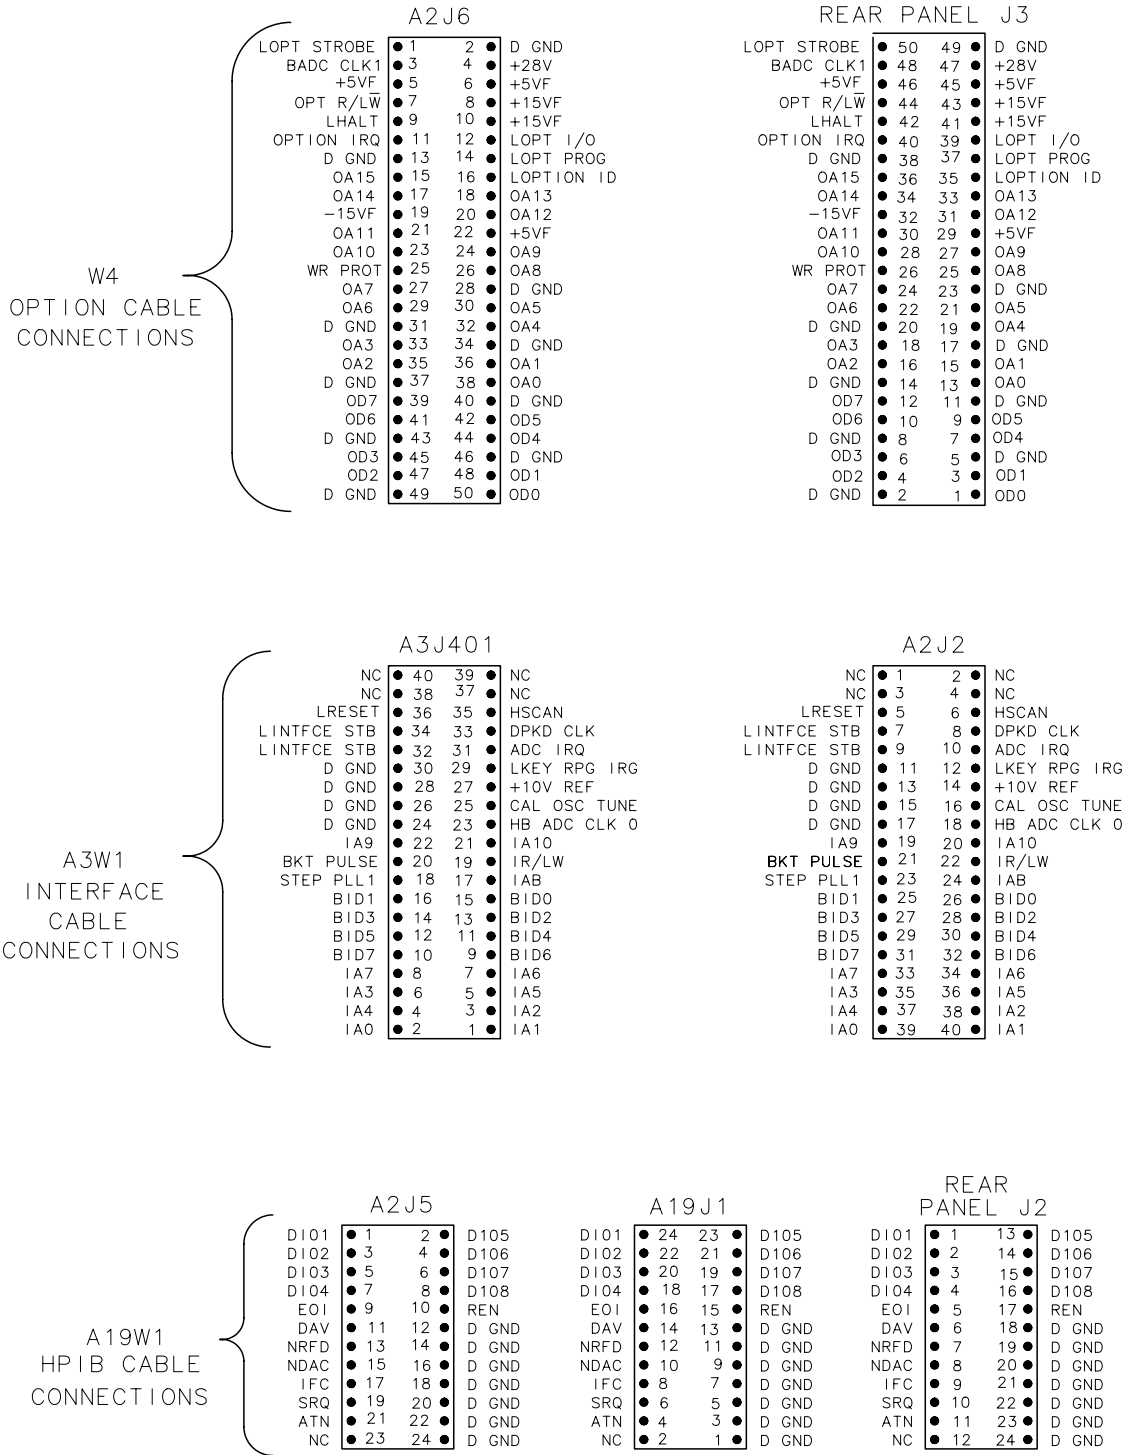 A2J6 REAR PANEL J3
LOPT STROBE 1 2 D GND LOPT STROBE 50 49 D GND
BADC CLK1 3 4 +28V BADC CLK1 48 47 +28V
+5VF 5 6 +5VF +5VF 46 45 +5VF
OPT R/LW̅ 7 8 +15VF OPT R/LW̅ 44 43 +15VF
LHALT 9 10 +15VF LHALT 42 41 +15VF
OPTION IRQ 11 12 LOPT I/O OPTION IRQ 40 39 LOPT I/O
D GND 13 14 LOPT PROG D GND 38 37 LOPT PROG
OA15 15 16 LOPTION ID OA15 36 35 LOPTION ID
OA14 17 18 OA13 OA14 34 33 OA13
-15VF 19 20 OA12 -15VF 32 31 OA12
OA11 21 22 +5VF OA11 30 29 +5VF
OA10 23 24 OA9 OA10 28 27 OA9
WR PROT 25 26 OA8 WR PROT 26 25 OA8
OA7 27 28 D GND OA7 24 23 D GND
OA6 29 30 OA5 OA6 22 21 OA5
D GND 31 32 OA4 D GND 20 19 OA4
OA3 33 34 D GND OA3 18 17 D GND
OA2 35 36 OA1 OA2 16 15 OA1
D GND 37 38 OA0 D GND 14 13 OA0
OD7 39 40 D GND OD7 12 11 D GND
OD6 41 42 OD5 OD6 10 9 OD5
D GND 43 44 OD4 D GND 8 7 OD4
OD3 45 46 D GND OD3 6 5 D GND
OD2 47 48 OD1 OD2 4 3 OD1
D GND 49 50 OD0 D GND 2 1 OD0
W4
OPTION CABLE
CONNECTIONS
A3J401 A2J2
NC 40 39 NC NC 1 2 NC
NC 38 37 NC NC 3 4 NC
LRESET 36 35 HSCAN LRESET 5 6 HSCAN
LINTFCE STB 34 33 DPKD CLK LINTFCE STB 7 8 DPKD CLK
LINTFCE STB 32 31 ADC IRQ LINTFCE STB 9 10 ADC IRQ
D GND 30 29 LKEY RPG IRG D GND 11 12 LKEY RPG IRG
D GND 28 27 +10V REF D GND 13 14 +10V REF
D GND 26 25 CAL OSC TUNE D GND 15 16 CAL OSC TUNE
D GND 24 23 HB ADC CLK 0 D GND 17 18 HB ADC CLK 0
IA9 22 21 IA10 IA9 19 20 IA10
BKT PULSE 20 19 IR/LW BKT PULSE 21 22 IR/LW
STEP PLL1 18 17 IAB STEP PLL1 23 24 IAB
BID1 16 15 BID0 BID1 25 26 BID0
BID3 14 13 BID2 BID3 27 28 BID2
BID5 12 11 BID4 BID5 29 30 BID4
BID7 10 9 BID6 BID7 31 32 BID6
IA7 8 7 IA6 IA7 33 34 IA6
IA3 6 5 IA5 IA3 35 36 IA5
IA4 4 3 IA2 IA4 37 38 IA2
IA0 2 1 IA1 IA0 39 40 IA1
A3W1
INTERFACE
CABLE
CONNECTIONS
A2J5 A19J1 REAR
PANEL J2
DIO1 1 2 D105 DIO1 24 23 D105 DIO1 1 13 D105
DIO2 3 4 D106 DIO2 22 21 D106 DIO2 2 14 D106
DIO3 5 6 D107 DIO3 20 19 D107 DIO3 3 15 D107
DIO4 7 8 D108 DIO4 18 17 D108 DIO4 4 16 D108
EOI 9 10 REN EOI 16 15 REN EOI 5 17 REN
DAV 11 12 D GND DAV 14 13 D GND DAV 6 18 D GND
NRFD 13 14 D GND NRFD 12 11 D GND NRFD 7 19 D GND
NDAC 15 16 D GND NDAC 10 9 D GND NDAC 8 20 D GND
IFC 17 18 D GND IFC 8 7 D GND IFC 9 21 D GND
SRQ 19 20 D GND SRQ 6 5 D GND SRQ 10 22 D GND
ATN 21 22 D GND ATN 4 3 D GND ATN 11 23 D GND
NC 23 24 D GND NC 2 1 D GND NC 12 24 D GND
A19W1
HPIB CABLE
CONNECTIONS